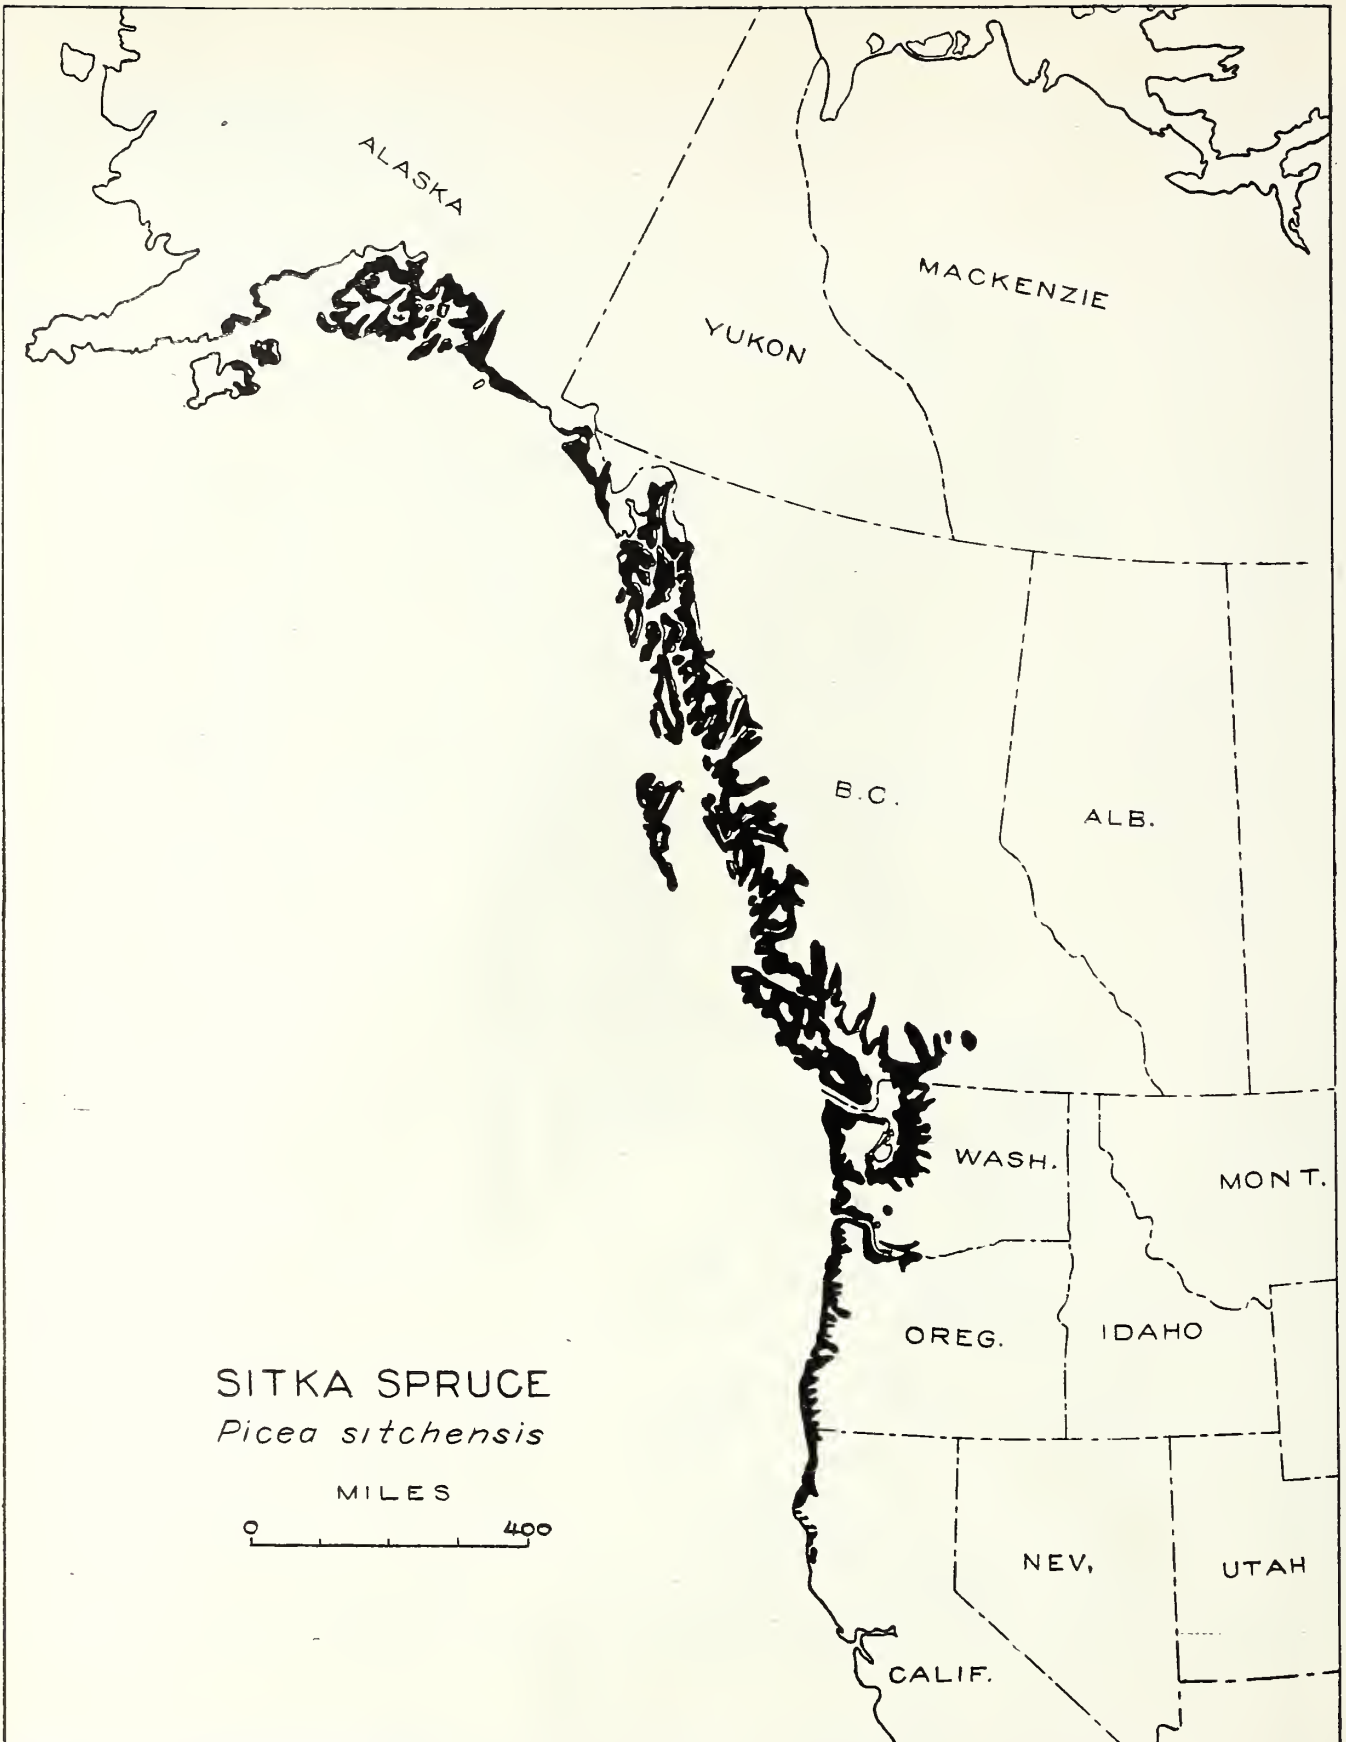 ALASKA
MACKENZIE
YUKON
B.C.
ALB.
WASH.
MONT.
OREG.
IDAHO
SITKA SPRUCE
Picea sitchensis
MILES
0 400
NEV.
UTAH
CALIF.